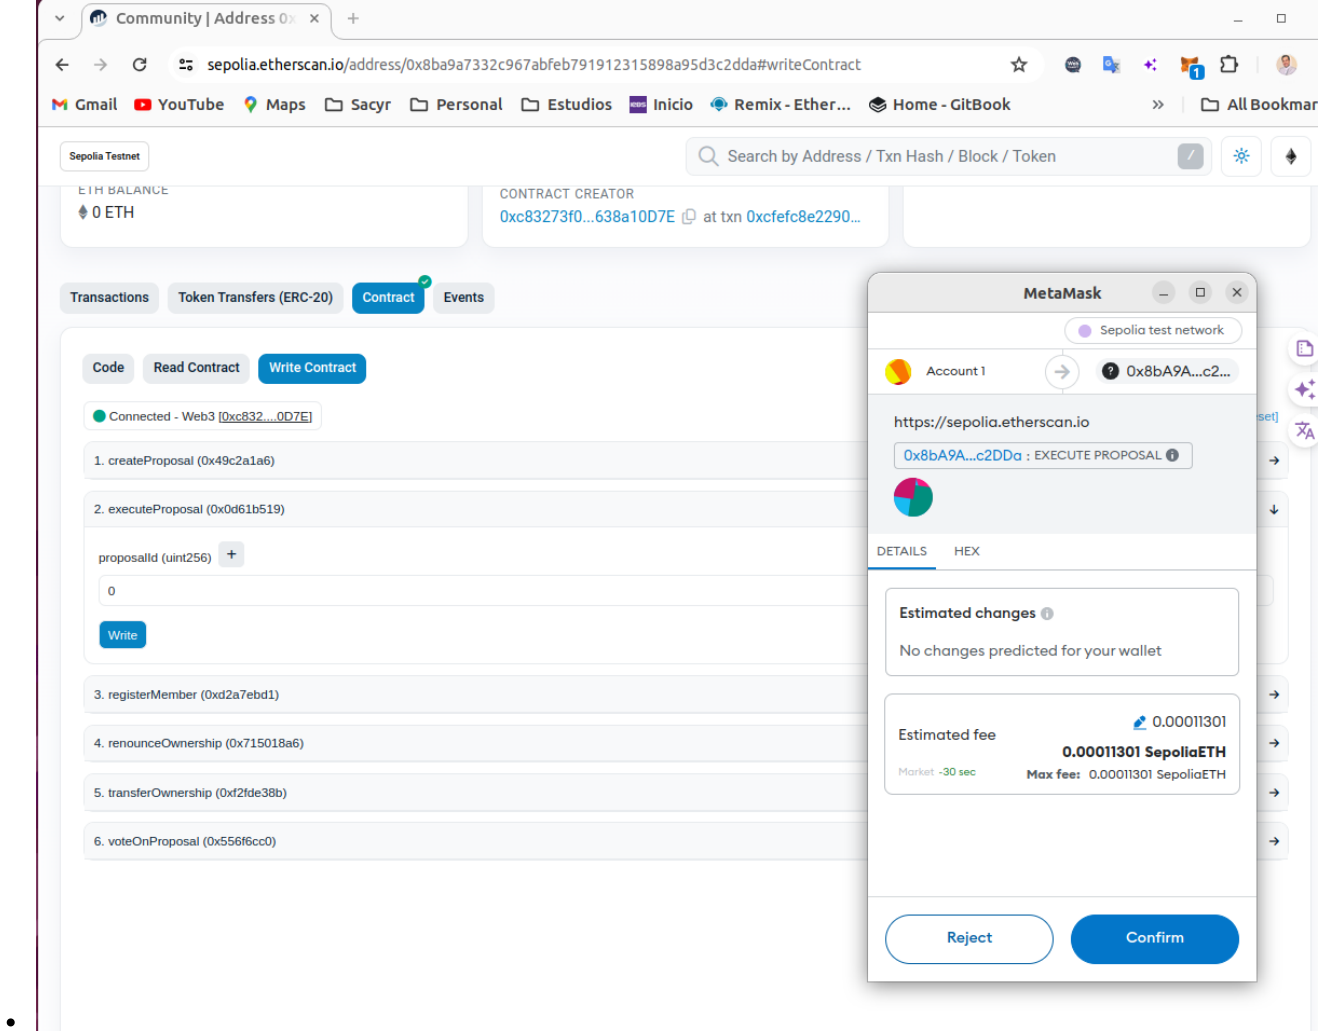 Community | Address 0x
sepolia.etherscan.io/address/0x8ba9a7332c967abfeb791912315898a95d3c2dda#writeContract
1
Gmail YouTube Maps Sacyr Personal Estudios Inicio Remix - Ether... Home - GitBook » All Bookmar
Sepolia Testnet
Search by Address / Txn Hash / Block / Token /
ETH BALANCE
0 ETH
CONTRACT CREATOR
0xc83273f0...638a10D7E at txn 0xcfefc8e2290...
Transactions Token Transfers (ERC-20) Contract Events
Code Read Contract Write Contract
Connected - Web3 [0xc832....0D7E]
set]
1. createProposal (0x49c2a1a6)
2. executeProposal (0x0d61b519)
proposalId (uint256) +
0
Write
3. registerMember (0xd2a7ebd1)
4. renounceOwnership (0x715018a6)
5. transferOwnership (0xf2fde38b)
6. voteOnProposal (0x556f6cc0)
MetaMask
Sepolia test network
Account 1 0x8bA9A...c2...
https://sepolia.etherscan.io
0x8bA9A...c2DDa : EXECUTE PROPOSAL
DETAILS HEX
Estimated changes
No changes predicted for your wallet
Estimated fee
0.00011301
0.00011301 SepoliaETH
Market ~30 sec
Max fee: 0.00011301 SepoliaETH
Reject Confirm